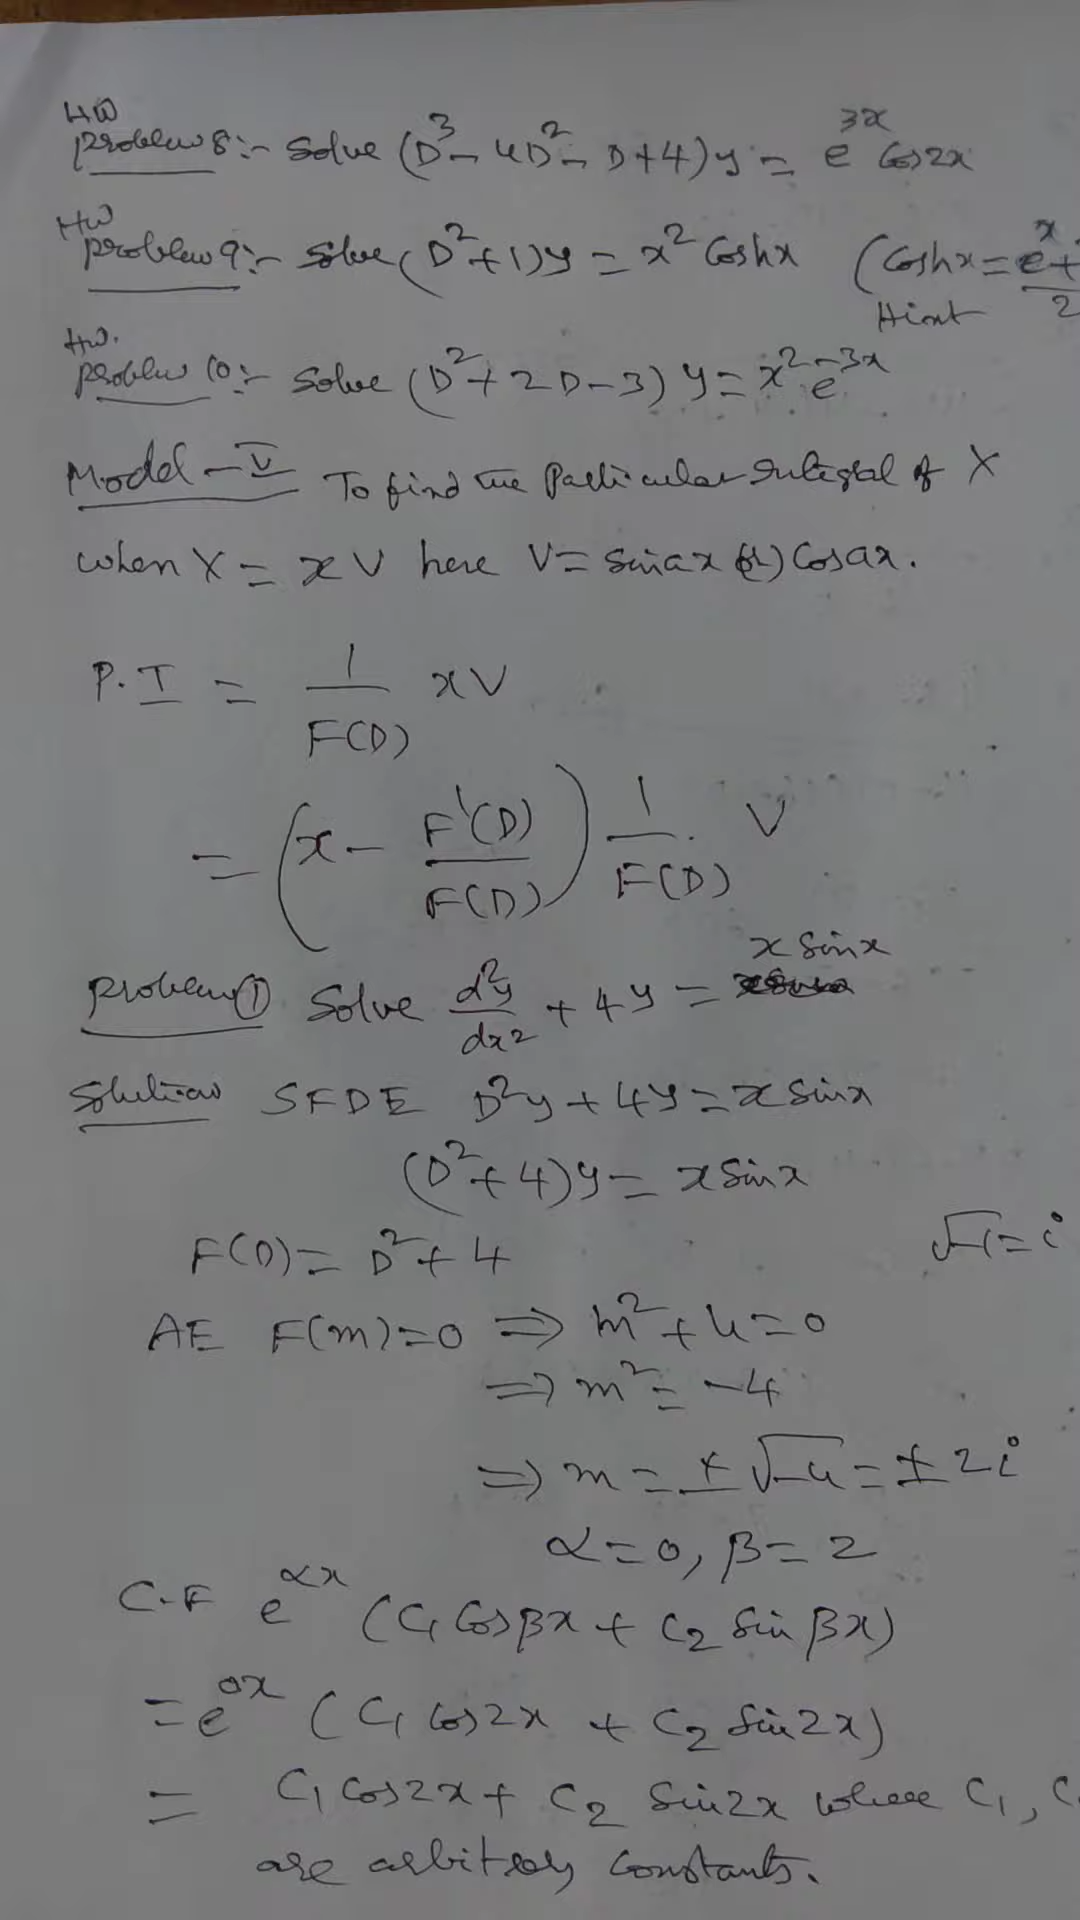 HW
Problem 8:- Solve (D³ - 4D² - D + 4)y = e^3x Cos2x
HW
Problem 9:- Solve (D² + 1)y = x² Coshx (Coshx = e^x +
Hint 2
Hw.
Problem 10:- Solve (D² + 2D - 3) y = x² e^-3x
Model - V To find the Particular Integral of X
when X = xV here V = Sinax (or) Cosax.
P.I = 1/F(D) xV
= (x - F'(D)/F(D)) 1/F(D) . V
Problem ① Solve d²y/dx² + 4y = x Sinx
Solution SFDE D²y + 4y = x Sinx
(D² + 4)y = x Sinx
F(D) = D² + 4 √-1 = i
AE F(m) = 0 ⇒ m² + 4 = 0
⇒ m² = -4
⇒ m = ± √-4 = ± 2i
α = 0, β = 2
C.F e^αx (C₁ Cosβx + C₂ Sin βx)
= e^0x (C₁ Cos2x + C₂ Sin2x)
= C₁ Cos2x + C₂ Sin2x where C₁, C
are arbitrary Constants.